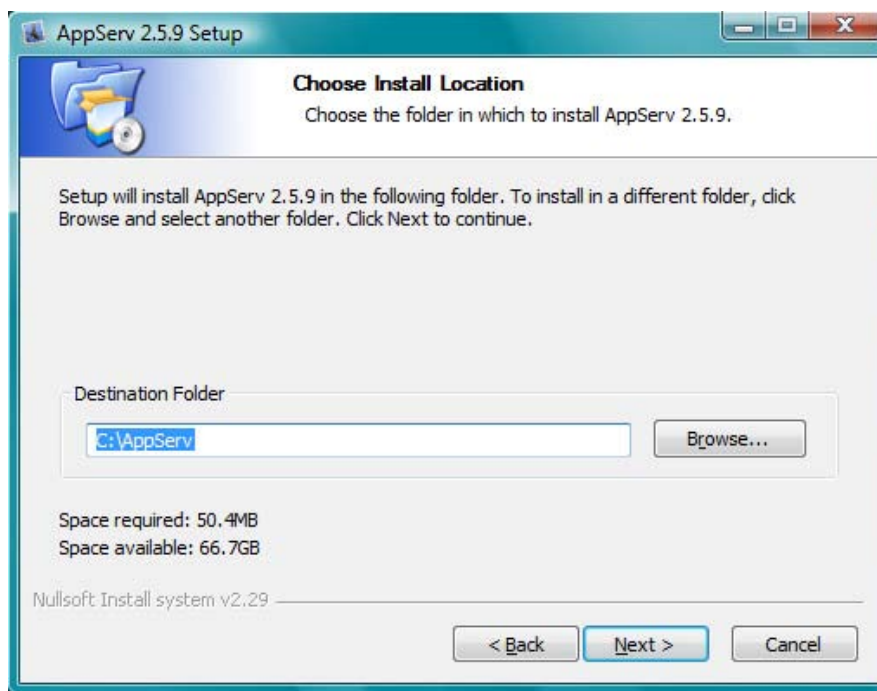 AppServ 2.5.9 Setup
Choose Install Location
Choose the folder in which to install AppServ 2.5.9.
Setup will install AppServ 2.5.9 in the following folder. To install in a different folder, click
Browse and select another folder. Click Next to continue.
Destination Folder
C:\AppServ
Browse...
Space required: 50.4MB
Space available: 66.7GB
Nullsoft Install system v2.29
< Back
Next >
Cancel